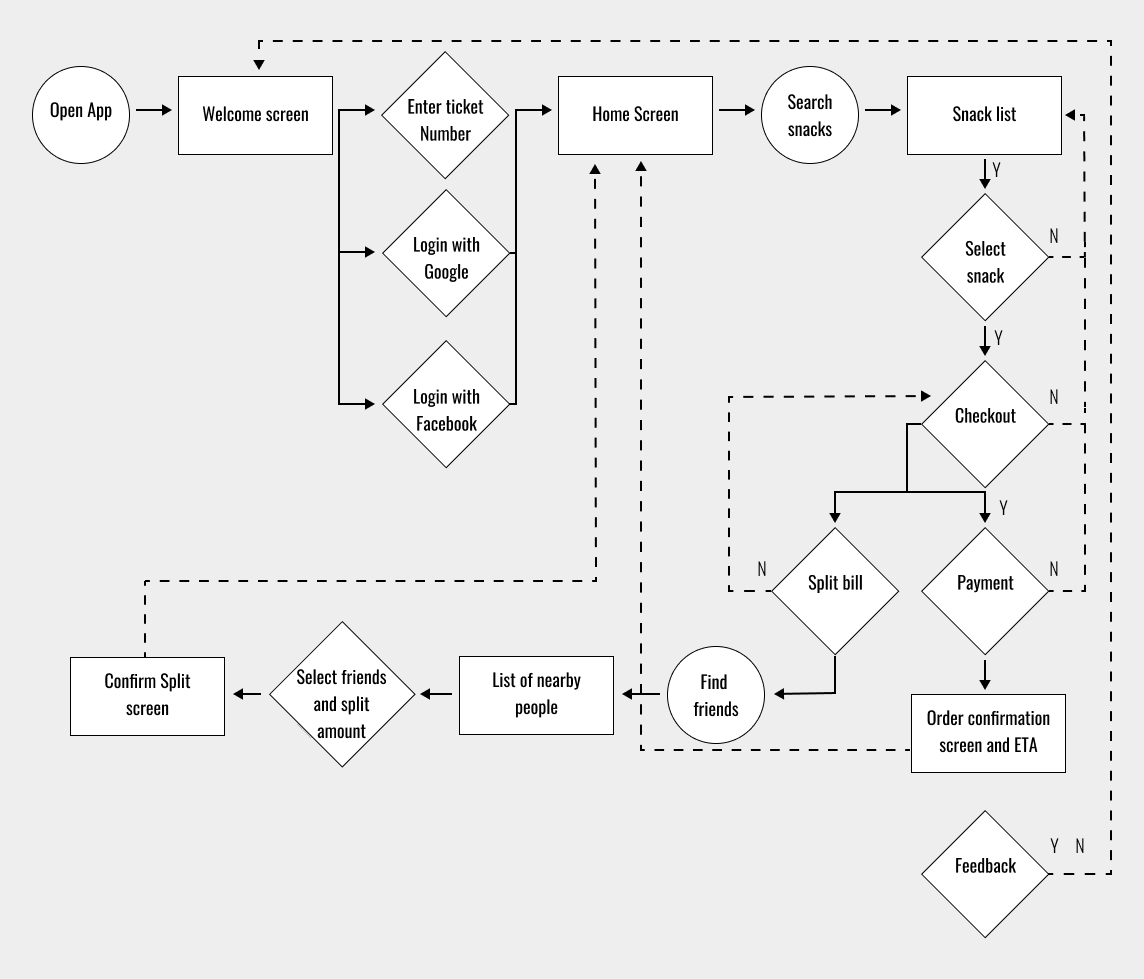 Open App
Welcome screen
Enter ticket
Number
Home Screen
Search
snacks
Snack list
Y
Login with
Google
Select
snack
N
Y
Login with
Facebook
Checkout
N
Y
N
Split bill
Payment
N
Confirm Split
screen
Select friends
and split
amount
List of nearby
people
Find
friends
Order confirmation
screen and ETA
Feedback
Y N